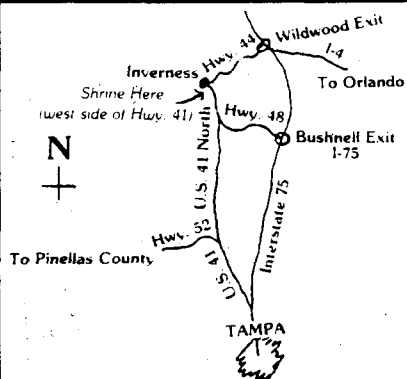 Wildwood Exit
Hwy. 44
I-4
To Orlando
Inverness
Shrine Here
(west side of Hwy. 41)
Hwy. 48
Bushnell Exit
I-75
N
U.S. 41 North
Interstate 75
Hwy. 52
To Pinellas County
U.S. 41
TAMPA